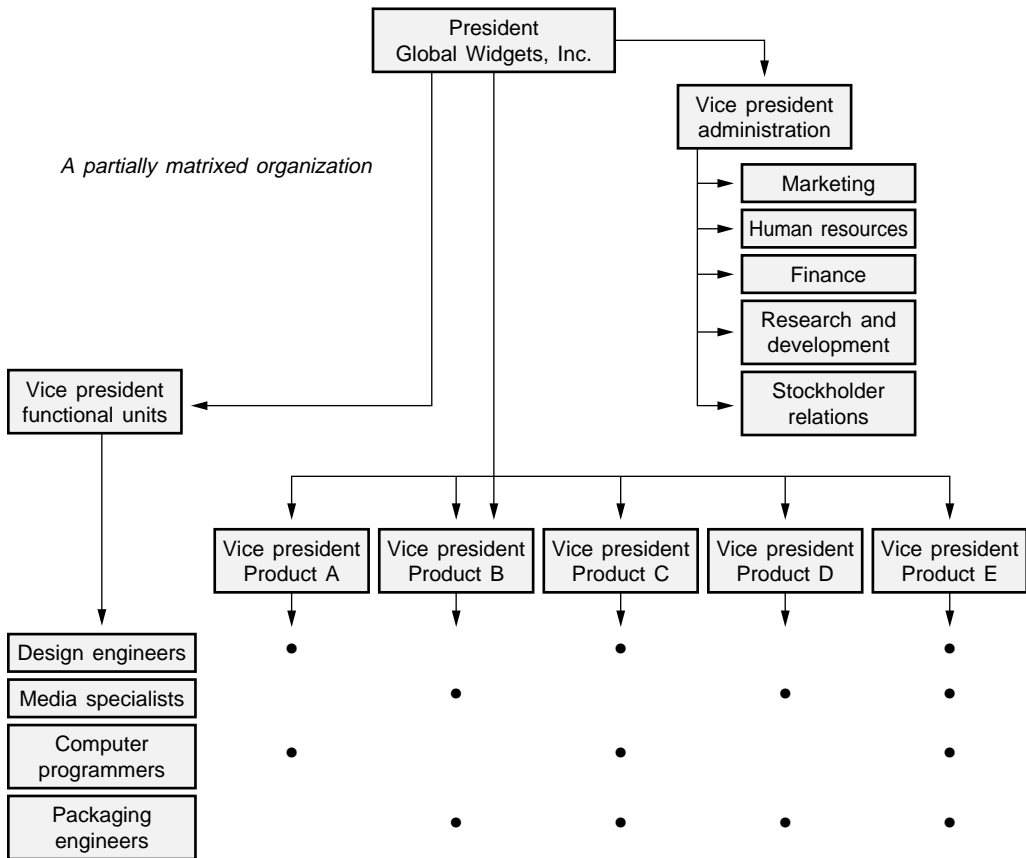 President
Global Widgets, Inc.
Vice president
administration
A partially matrixed organization
Marketing
Human resources
Finance
Research and
development
Stockholder
relations
Vice president
functional units
Vice president
Product A
Vice president
Product B
Vice president
Product C
Vice president
Product D
Vice president
Product E
Design engineers
Media specialists
Computer
programmers
Packaging
engineers